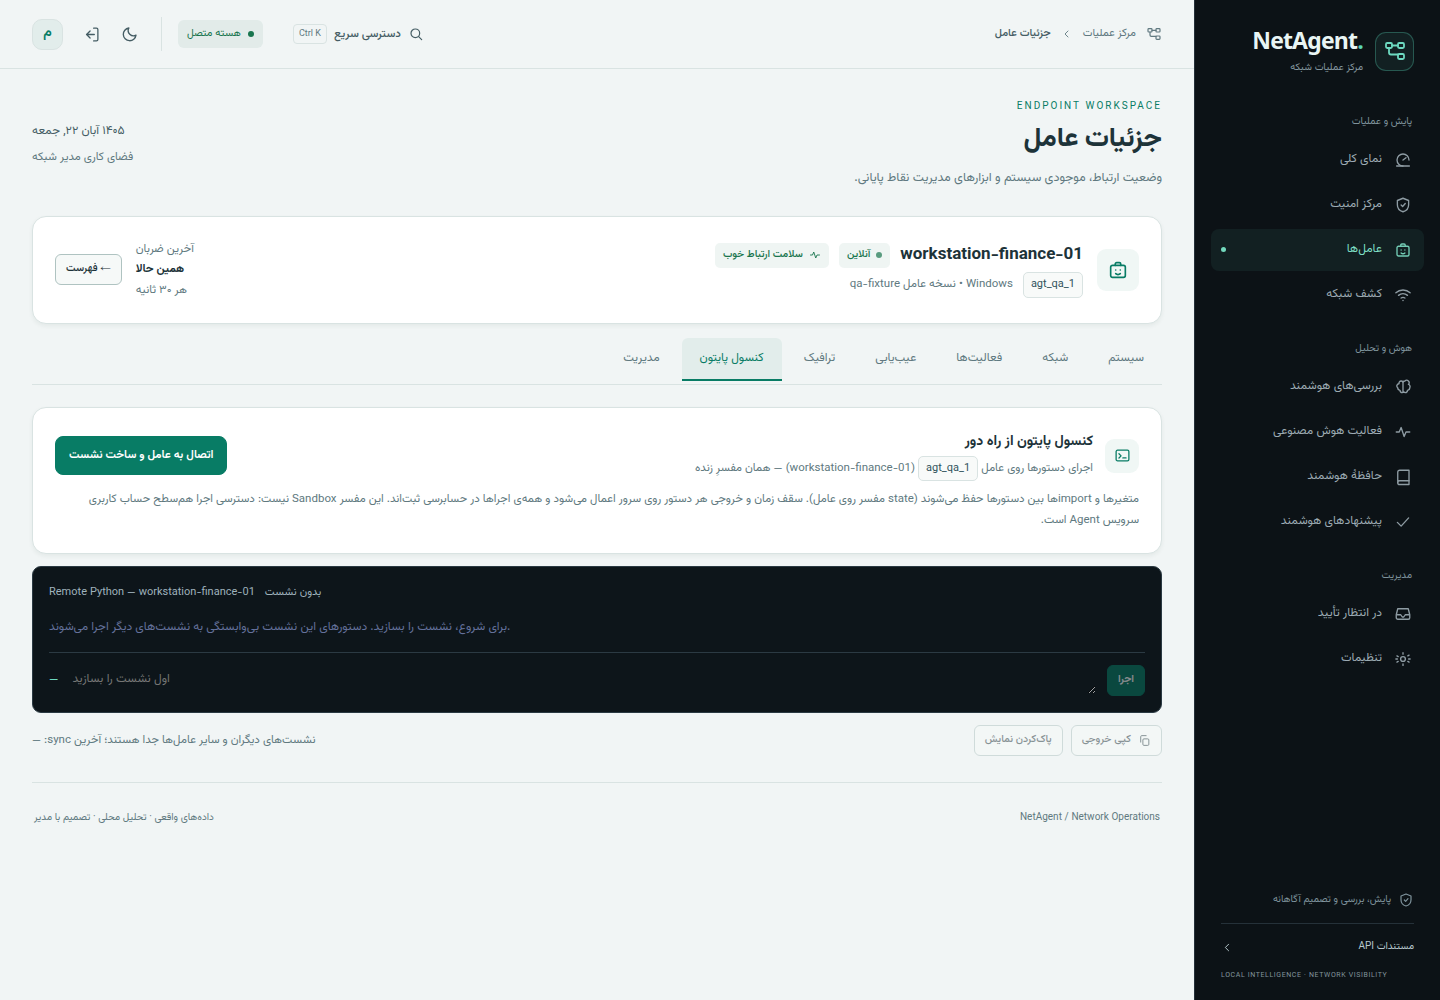 NetAgent.
مرکز عملیات شبکه
پایش و عملیات
نمای کلی
مرکز امنیت
عامل‌ها
کشف شبکه
هوش و تحلیل
بررسی‌های هوشمند
فعالیت هوش مصنوعی
حافظهٔ هوشمند
پیشنهادهای هوشمند
مدیریت
در انتظار تأیید
تنظیمات
پایش، بررسی و تصمیم آگاهانه
مستندات API
LOCAL INTELLIGENCE · NETWORK VISIBILITY
مرکز عملیات
جزئیات عامل
دسترسی سریع Ctrl K
هسته متصل
م
ENDPOINT WORKSPACE
جزئیات عامل
وضعیت ارتباط، موجودی سیستم و ابزارهای مدیریت نقاط پایانی.
۱۴۰۵ آبان ۲۲, جمعه
فضای کاری مدیر شبکه
workstation-finance-01 آنلاین سلامت ارتباط خوب
agt_qa_1 Windows • نسخه عامل qa-fixture
آخرین ضربان
همین حالا
هر ۳۰ ثانیه
← فهرست
سیستم
شبکه
فعالیت‌ها
عیب‌یابی
ترافیک
کنسول پایتون
مدیریت
کنسول پایتون از راه دور
اجرای دستورها روی عامل agt_qa_1 (workstation-finance-01) — همان مفسرِ زنده
اتصال به عامل و ساخت نشست
متغیرها و importها بین دستورها حفظ می‌شوند (state مفسر روی عامل). سقف زمان و خروجی هر دستور روی سرور اعمال می‌شود و همه‌ی اجراها در حسابرسی ثبت‌اند. این مفسر Sandbox نیست: دسترسی اجرا هم‌سطح حساب کاربری
سرویس Agent است.
Remote Python — workstation-finance-01 بدون نشست
برای شروع، نشست را بسازید. دستورهای این نشست بی‌وابستگی به نشست‌های دیگر اجرا می‌شوند.
— اول نشست را بسازید
اجرا
کپی خروجی
پاک‌کردن نمایش
نشست‌های دیگران و سایر عامل‌ها جدا هستند؛ آخرین sync: —
NetAgent / Network Operations
داده‌های واقعی · تحلیل محلی · تصمیم با مدیر